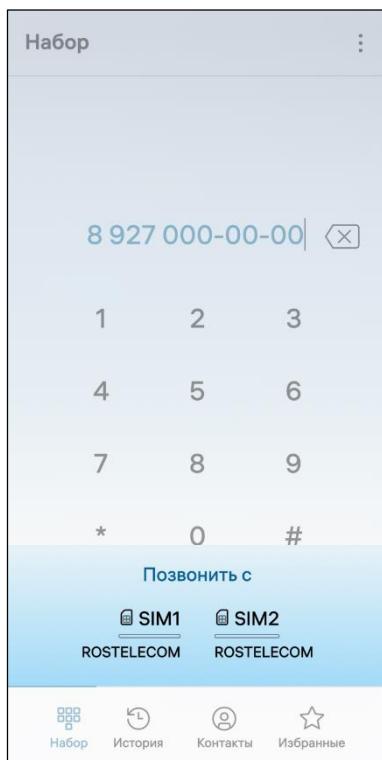 Набор
8 927 000-00-00
1 2 3
4 5 6
7 8 9
* 0 #
Позвонить с
SIM1 SIM2
ROSTELECOM ROSTELECOM
Набор История Контакты Избранные